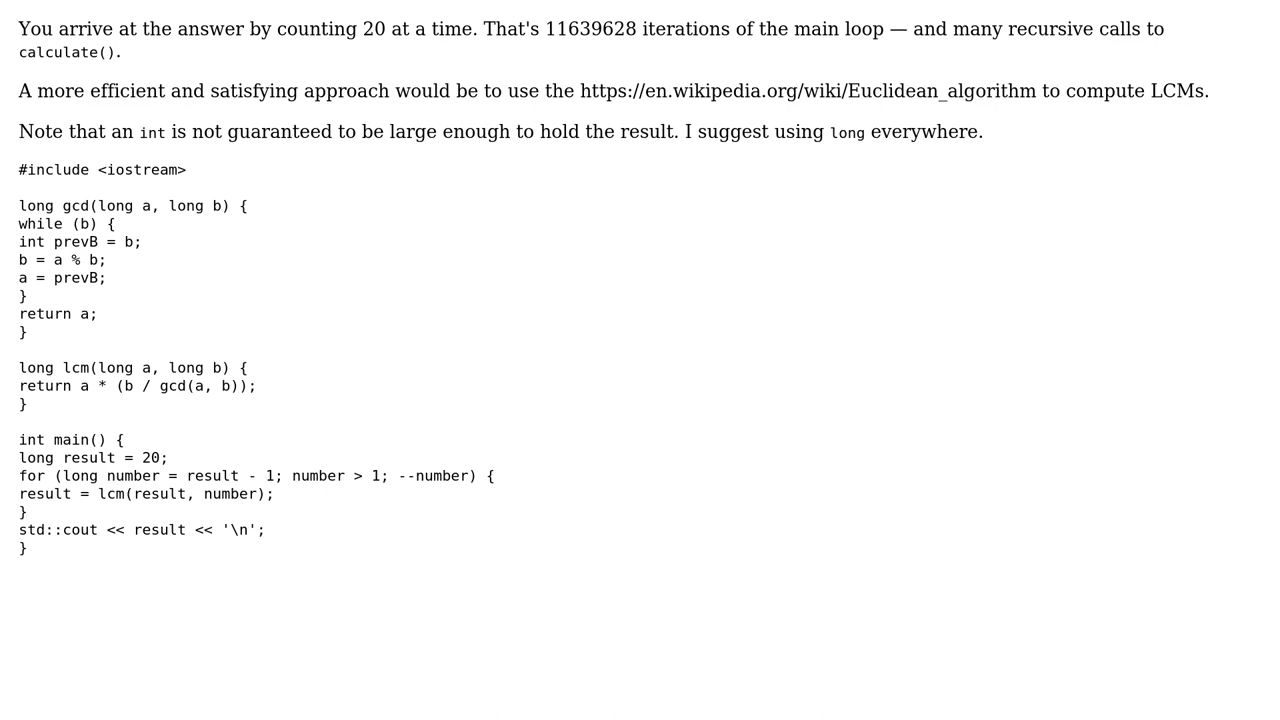 You arrive at the answer by counting 20 at a time. That's 11639628 iterations of the main loop — and many recursive calls to
calculate().
A more efficient and satisfying approach would be to use the https://en.wikipedia.org/wiki/Euclidean_algorithm to compute LCMs.
Note that an int is not guaranteed to be large enough to hold the result. I suggest using long everywhere.
#include <iostream>
long gcd(long a, long b) {
while (b) {
int prevB = b;
b = a % b;
a = prevB;
}
return a;
}
long lcm(long a, long b) {
return a * (b / gcd(a, b));
}
int main() {
long result = 20;
for (long number = result - 1; number > 1; --number) {
result = lcm(result, number);
}
std::cout << result << '\n';
}